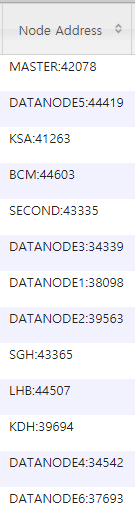 Node Address
MASTER:42078
DATANODE5:44419
KSA:41263
BCM:44603
SECOND:43335
DATANODE3:34339
DATANODE1:38098
DATANODE2:39563
SGH:43365
LHB:44507
KDH:39694
DATANODE4:34542
DATANODE6:37693